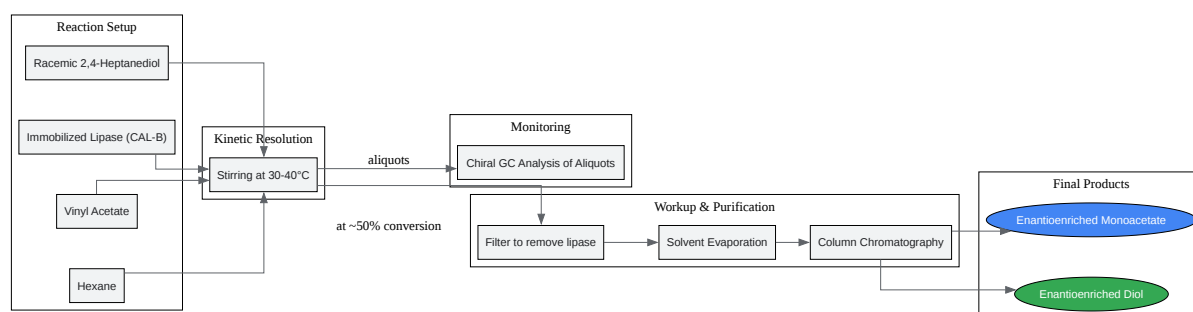 Reaction Setup
Racemic 2,4-Heptanediol
Immobilized Lipase (CAL-B)
Vinyl Acetate
Hexane
Kinetic Resolution
Stirring at 30-40°C
aliquots
at ~50% conversion
Monitoring
Chiral GC Analysis of Aliquots
Workup & Purification
Filter to remove lipase
Solvent Evaporation
Column Chromatography
Final Products
Enantioenriched Monoacetate
Enantioenriched Diol